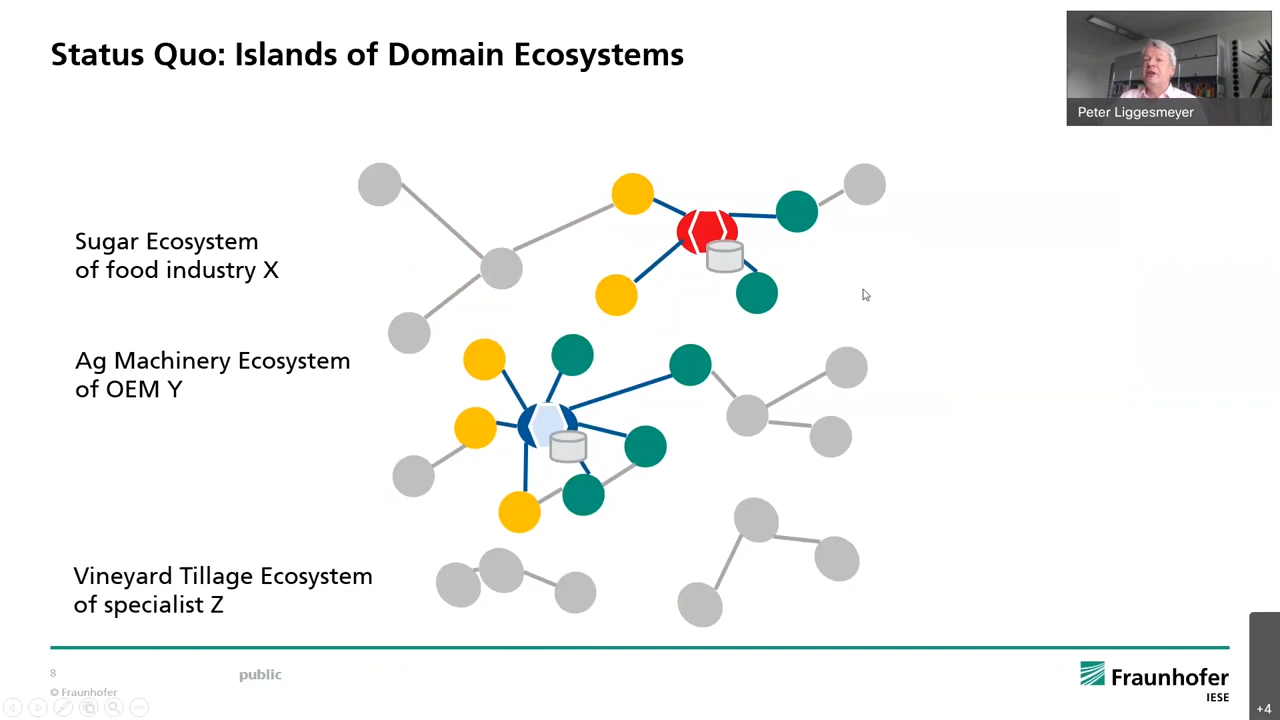 Status Quo: Islands of Domain Ecosystems
Peter Liggesmeyer
Sugar Ecosystem
of food industry X
Ag Machinery Ecosystem
of OEM Y
Vineyard Tillage Ecosystem
of specialist Z
8
public
© Fraunhofer
Fraunhofer
IESE
+4